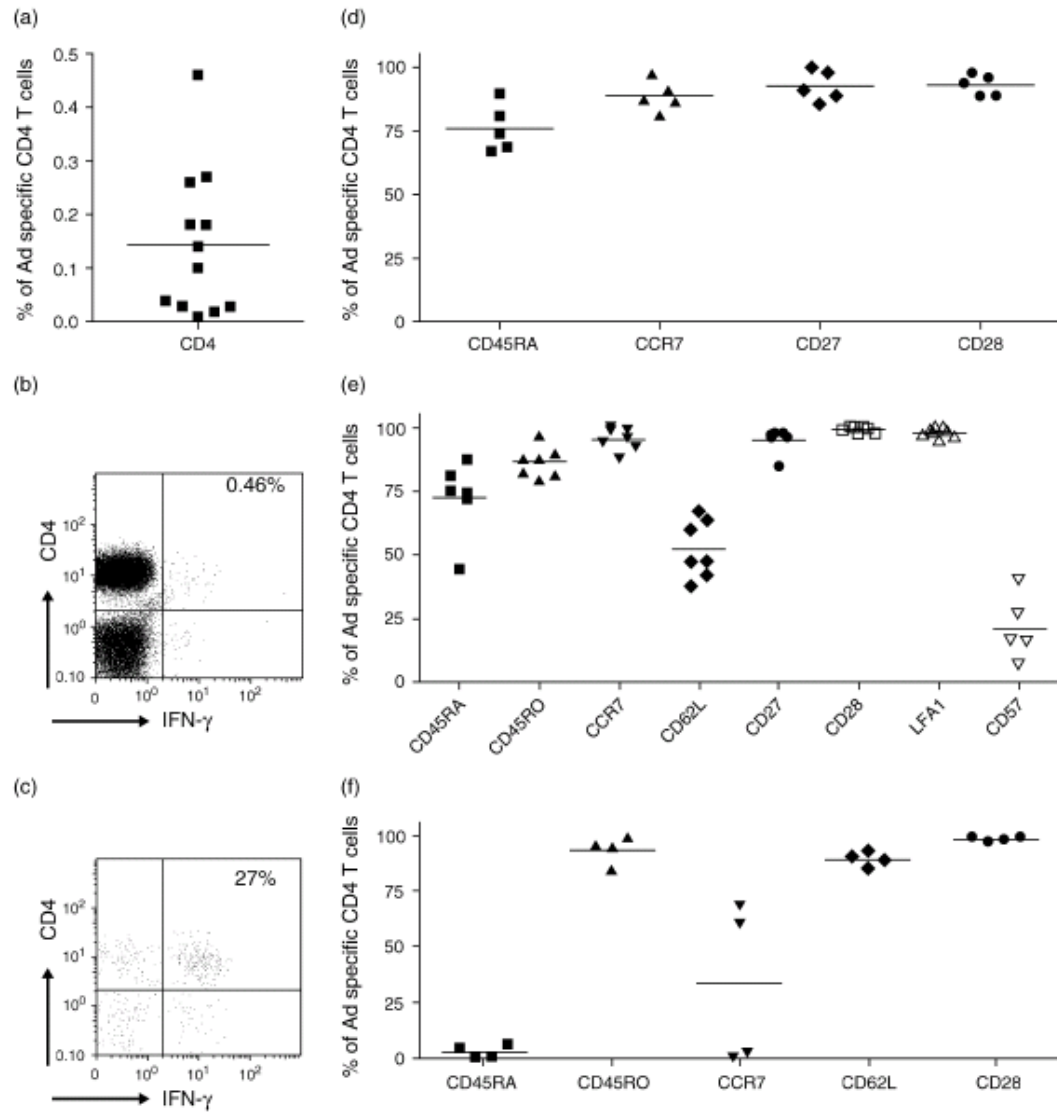 (a)
% of Ad specific CD4 T cells
0.5
0.4
0.3
0.2
0.1
0.0
CD4
(d)
% of Ad specific CD4 T cells
100
75
50
25
0
CD45RA CCR7 CD27 CD28
(b)
CD4
0.46%
10²
10¹
10⁰
0.10
0 10⁰ 10¹ 10²
IFN-γ
(e)
% of Ad specific CD4 T cells
100
75
50
25
0
CD45RA CD45RO CCR7 CD62L CD27 CD28 LFA1 CD57
(c)
CD4
27%
10²
10¹
10⁰
0.10
0 10⁰ 10¹ 10²
IFN-γ
(f)
% of Ad specific CD4 T cells
100
75
50
25
0
CD45RA CD45RO CCR7 CD62L CD28